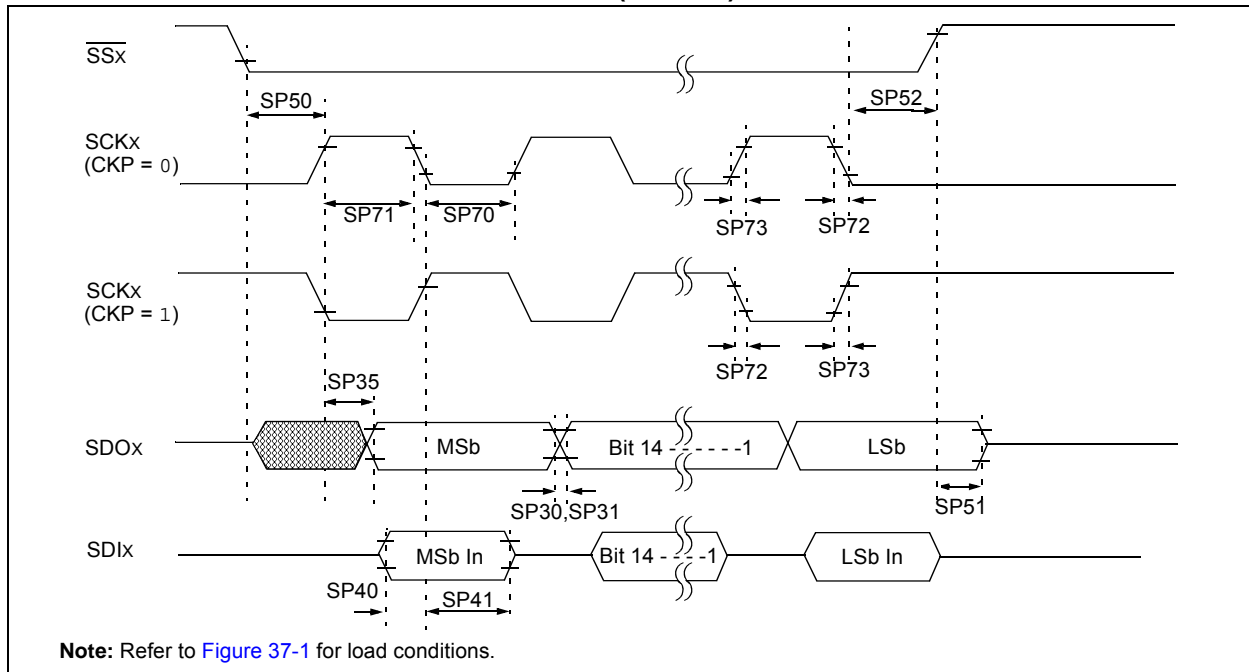 SSx
SP50
SP52
SCKx
(CKP = 0)
SP71
SP70
SP73
SP72
SCKx
(CKP = 1)
SP72
SP73
SP35
SDOx
MSb
Bit 14 - - - - - -1
LSb
SP30,SP31
SP51
SDIx
MSb In
Bit 14 - - - -1
LSb In
SP40
SP41
Note: Refer to Figure 37-1 for load conditions.